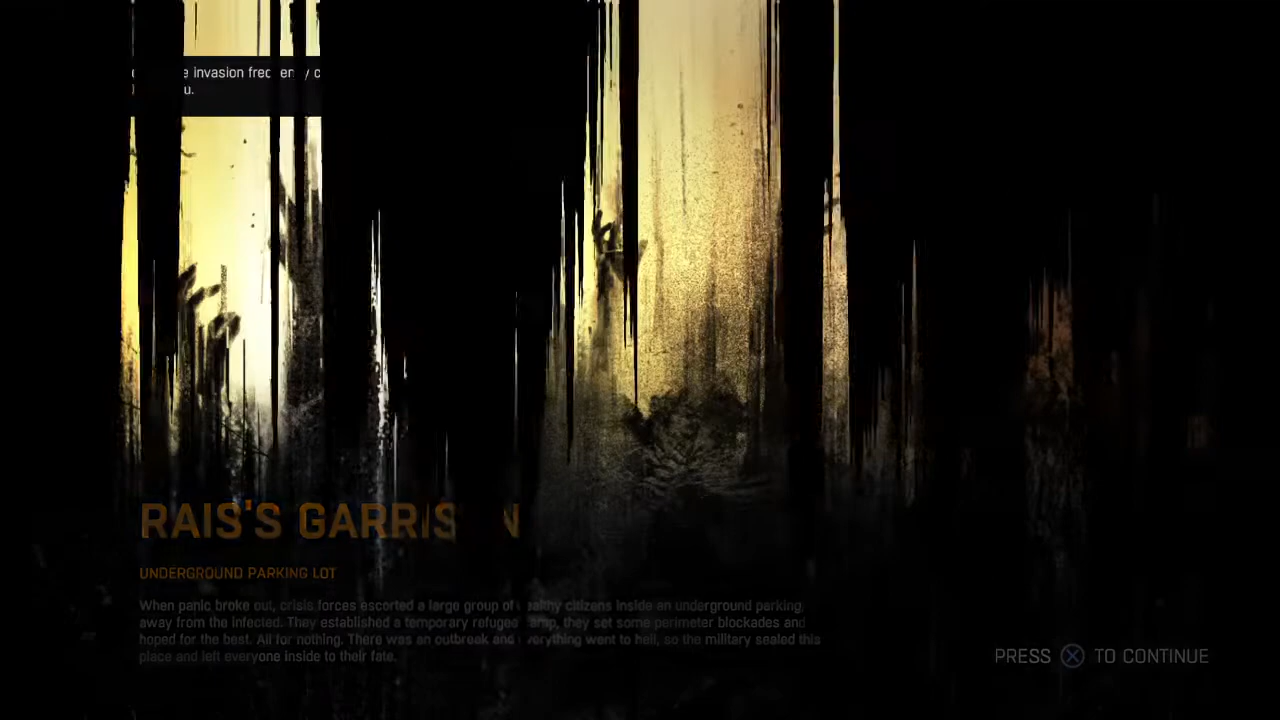 invasion
u.
RAIS'S GARRIS N
UNDERGROUND PARKING LOT
When panic broke out, crisis forces escorted a large group of ealthy citizens inside an underground parking,
away from the infected. They established a temporary refugee amp, they set some perimeter blockades and
hoped for the best. All for nothing. There was an outbreak and verything went to hell, so the military sealed this
place and left everyone inside to their fate.
PRESS X TO CONTINUE